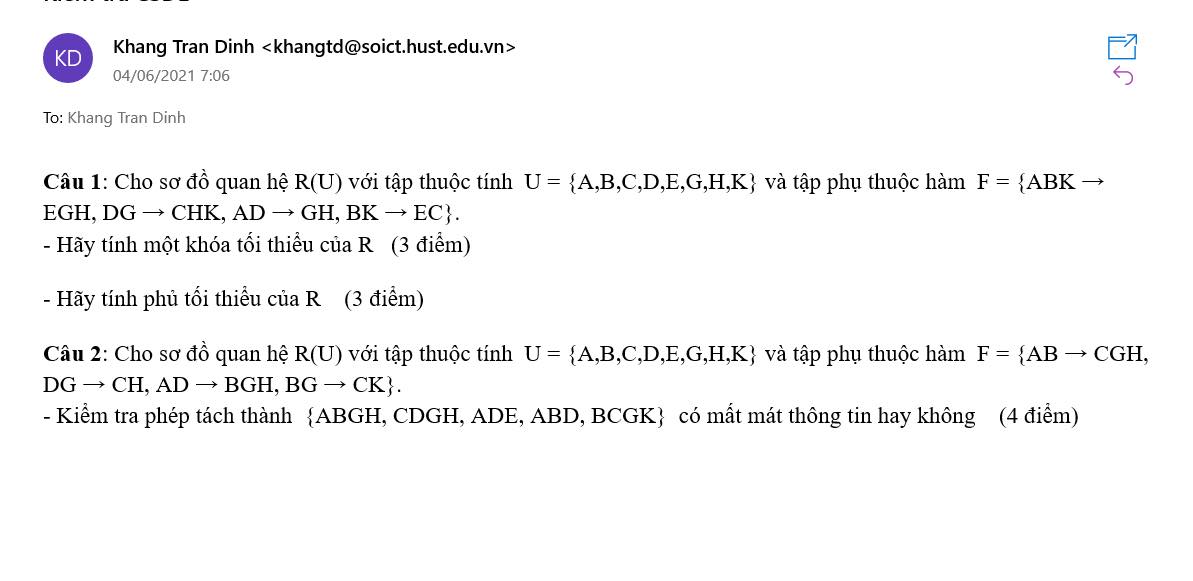 KD
Khang Tran Dinh <khangtd@soict.hust.edu.vn>
04/06/2021 7:06
To: Khang Tran Dinh
Câu 1: Cho sơ đồ quan hệ R(U) với tập thuộc tính U = {A,B,C,D,E,G,H,K} và tập phụ thuộc hàm F = {ABK →
EGH, DG → CHK, AD → GH, BK → EC}.
- Hãy tính một khóa tối thiểu của R (3 điểm)
- Hãy tính phủ tối thiểu của R (3 điểm)
Câu 2: Cho sơ đồ quan hệ R(U) với tập thuộc tính U = {A,B,C,D,E,G,H,K} và tập phụ thuộc hàm F = {AB → CGH,
DG → CH, AD → BGH, BG → CK}.
- Kiểm tra phép tách thành {ABGH, CDGH, ADE, ABD, BCGK} có mất mát thông tin hay không (4 điểm)